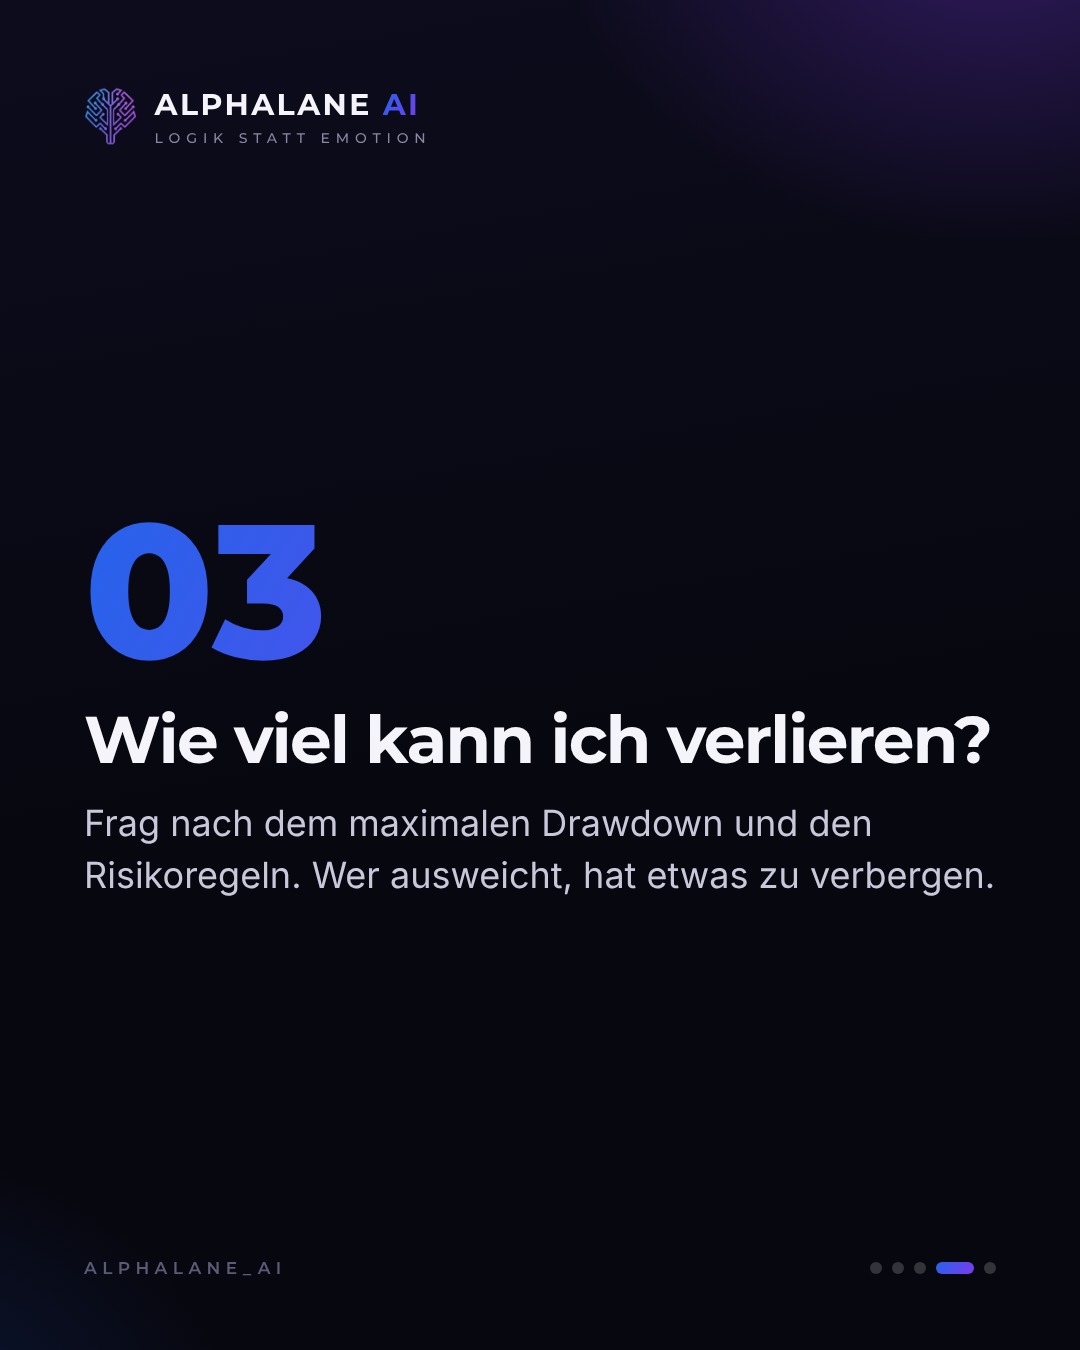 ALPHALANE AI
LOGIK STATT EMOTION
03
Wie viel kann ich verlieren?
Frag nach dem maximalen Drawdown und den
Risikoregeln. Wer ausweicht, hat etwas zu verbergen.
ALPHALANE_AI